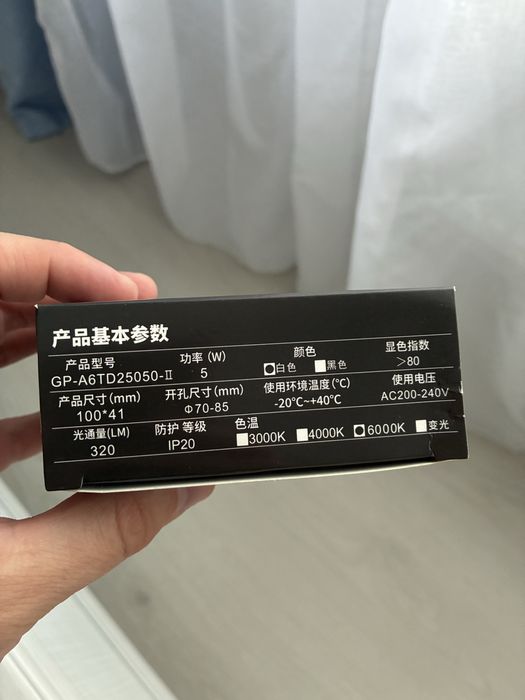 产品基本参数
产品型号 功率 (W) 颜色 显色指数
GP-A6TD25050-II 5 白色 黑色 >80
产品尺寸(mm) 开孔尺寸(mm) 使用环境温度(℃) 使用电压
100*41 Φ70-85 -20℃~+40℃ AC200-240V
光通量(LM) 防护 等级 色温
320 IP20 3000K 4000K 6000K 变光